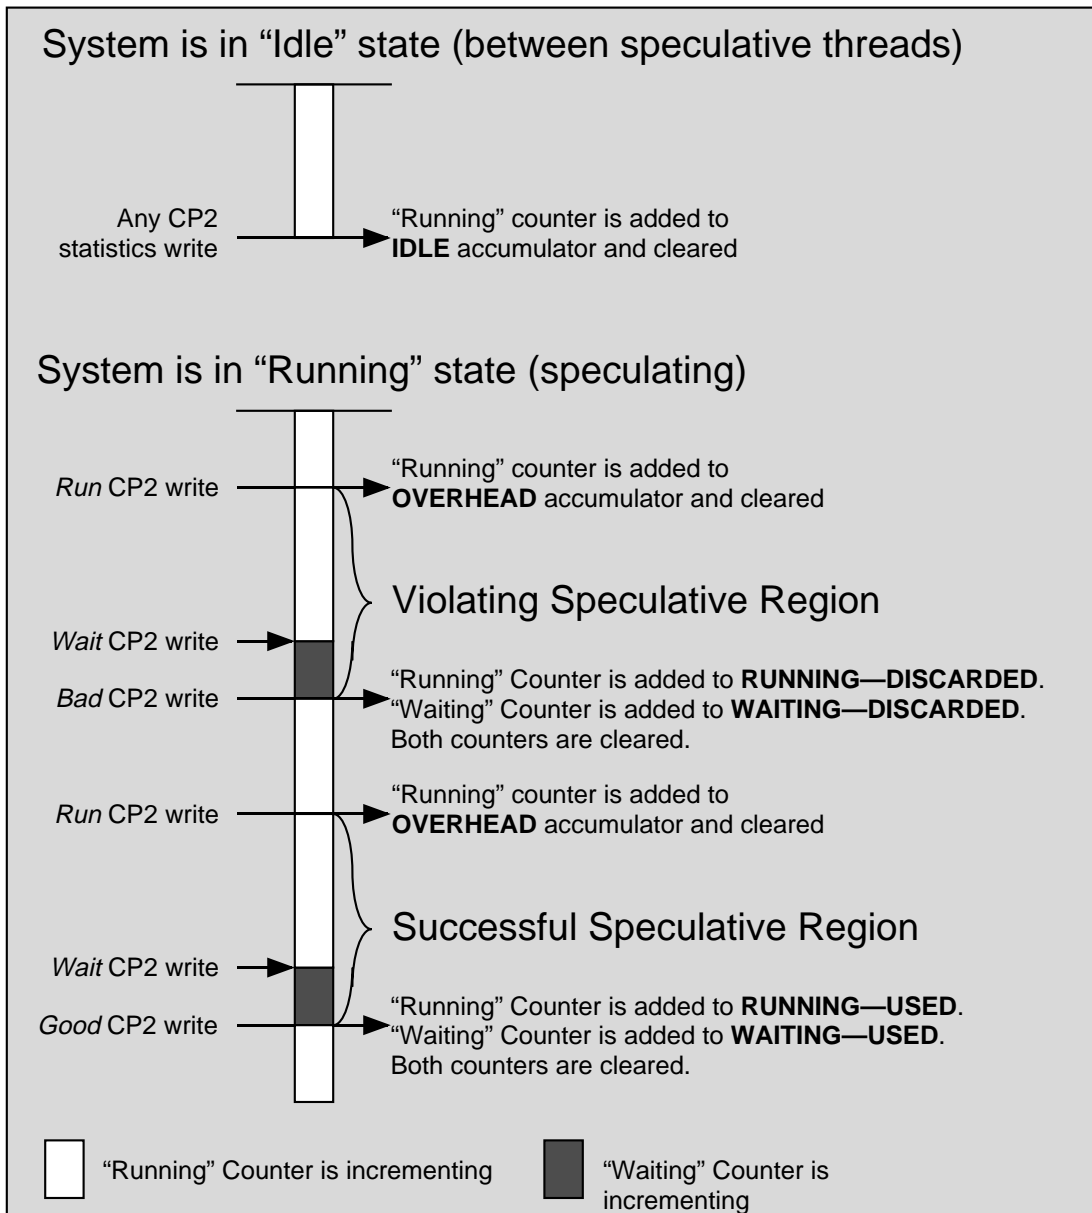 System is in “Idle” state (between speculative threads)
Any CP2
statistics write
“Running” counter is added to
IDLE accumulator and cleared
System is in “Running” state (speculating)
Run CP2 write
“Running” counter is added to
OVERHEAD accumulator and cleared
Violating Speculative Region
Wait CP2 write
Bad CP2 write
“Running” Counter is added to RUNNING—DISCARDED.
“Waiting” Counter is added to WAITING—DISCARDED.
Both counters are cleared.
Run CP2 write
“Running” counter is added to
OVERHEAD accumulator and cleared
Successful Speculative Region
Wait CP2 write
Good CP2 write
“Running” Counter is added to RUNNING—USED.
“Waiting” Counter is added to WAITING—USED.
Both counters are cleared.
“Running” Counter is incrementing
“Waiting” Counter is
incrementing